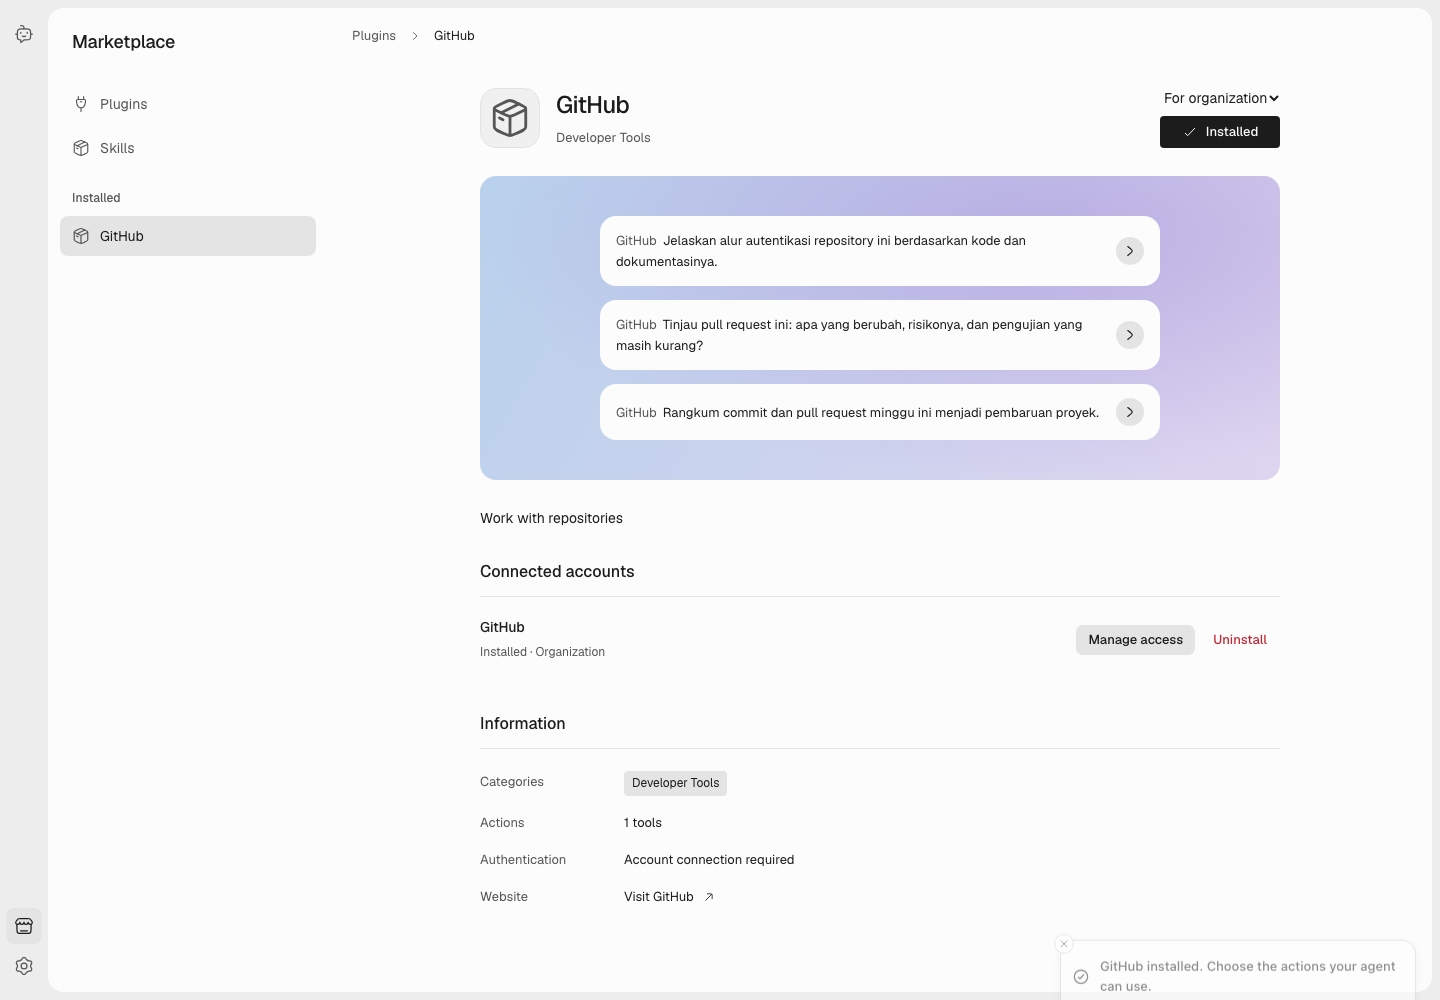 Marketplace
Plugins
Skills
Installed
GitHub
Plugins
GitHub
GitHub
Developer Tools
For organization
Installed
GitHub Jelaskan alur autentikasi repository ini berdasarkan kode dan
dokumentasinya.
GitHub Tinjau pull request ini: apa yang berubah, risikonya, dan pengujian yang
masih kurang?
GitHub Rangkum commit dan pull request minggu ini menjadi pembaruan proyek.
Work with repositories
Connected accounts
GitHub
Installed · Organization
Manage access
Uninstall
Information
Categories
Developer Tools
Actions
1 tools
Authentication
Account connection required
Website
Visit GitHub
GitHub installed. Choose the actions your agent
can use.